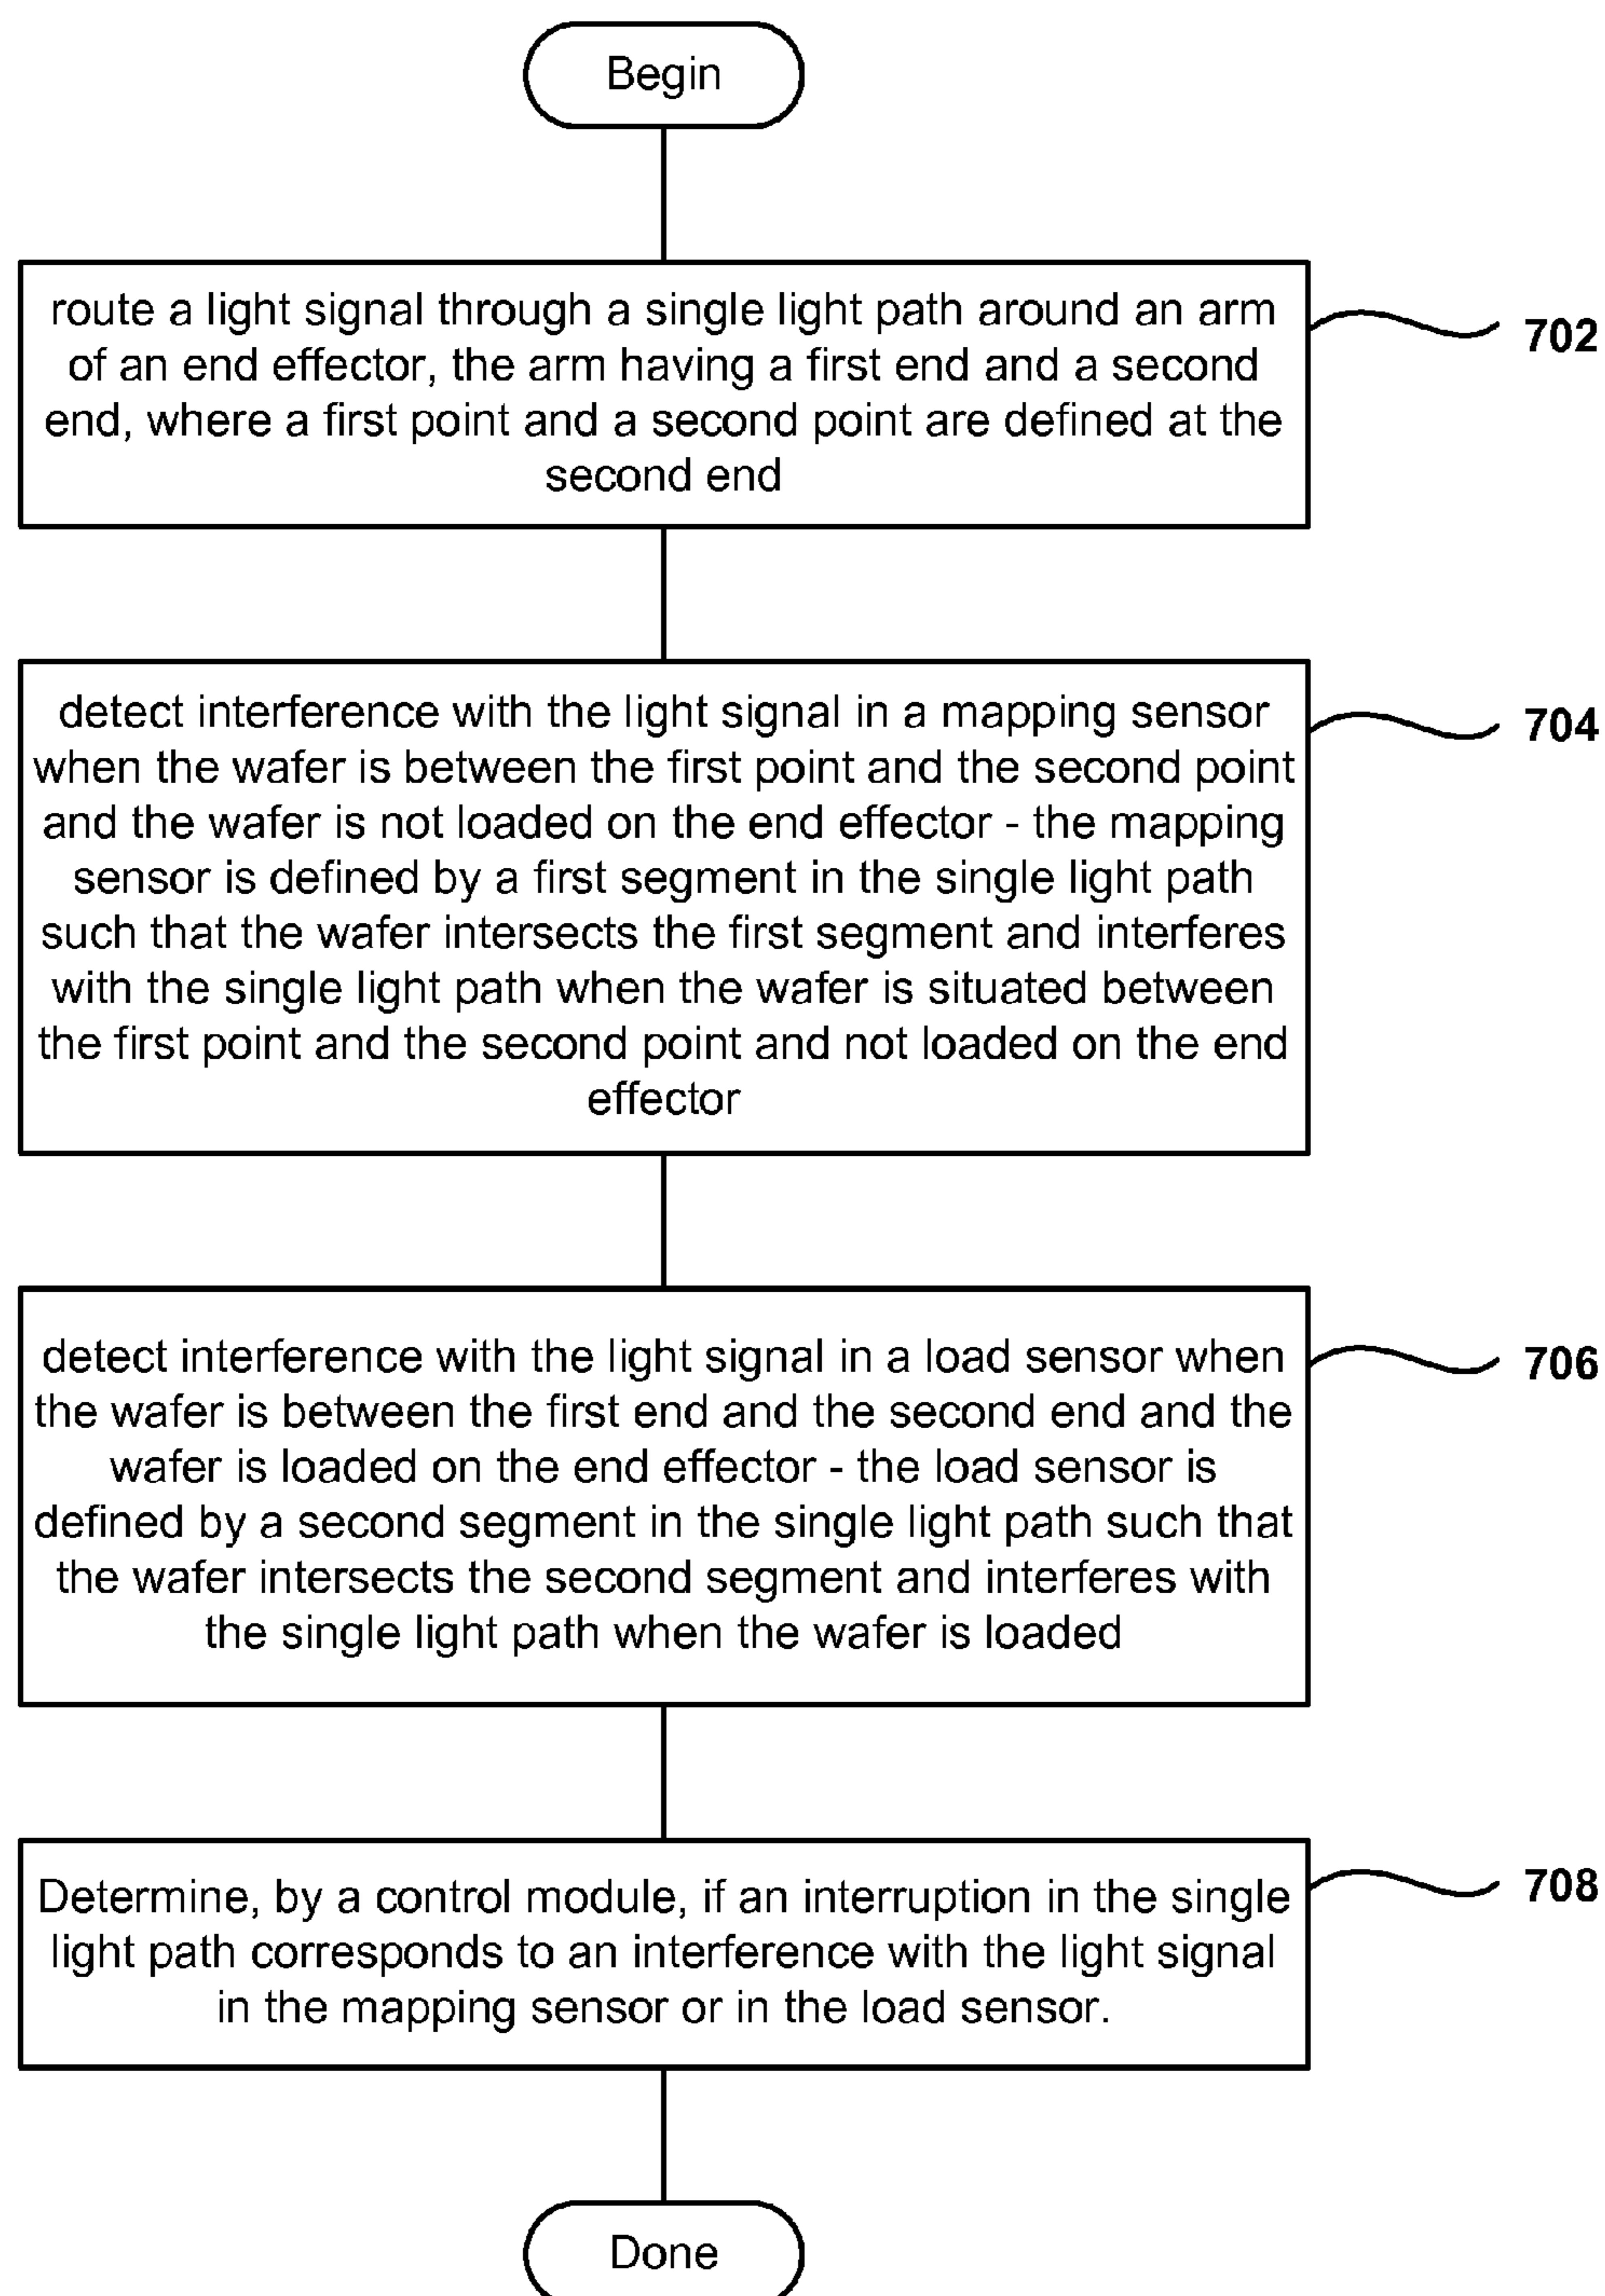 Begin
route a light signal through a single light path around an arm
of an end effector, the arm having a first end and a second
end, where a first point and a second point are defined at the
second end
702
detect interference with the light signal in a mapping sensor
when the wafer is between the first point and the second point
and the wafer is not loaded on the end effector - the mapping
sensor is defined by a first segment in the single light path
such that the wafer intersects the first segment and interferes
with the single light path when the wafer is situated between
the first point and the second point and not loaded on the end
effector
704
detect interference with the light signal in a load sensor when
the wafer is between the first end and the second end and the
wafer is loaded on the end effector - the load sensor is
defined by a second segment in the single light path such that
the wafer intersects the second segment and interferes with
the single light path when the wafer is loaded
706
Determine, by a control module, if an interruption in the single
light path corresponds to an interference with the light signal
in the mapping sensor or in the load sensor.
708
Done